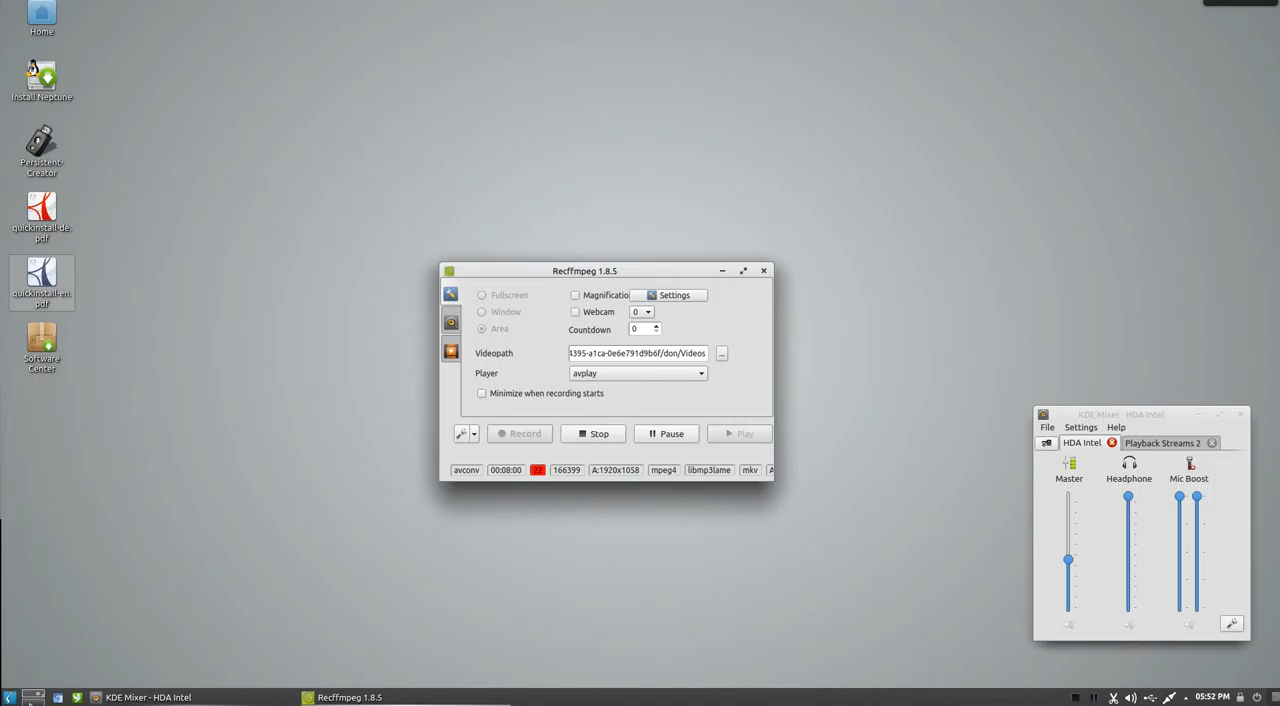 Home
Install Neptune
Persistent-
Creator
quickinstall-de.
pdf
quickinstall-en.
pdf
Software
Center
Recffmpeg 1.8.5
Fullscreen
Magnificatio
Settings
Window
Webcam
0
Area
Countdown
0
Videopath
4395-a1ca-0e6e791d9b6f/don/Videos
...
Player
avplay
Minimize when recording starts
Record
Stop
Pause
Play
avconv
00:08:00
22
166399
A:1920x1058
mpeg4
libmp3lame
mkv
A
KDE Mixer - HDA Intel
File
Settings
Help
HDA Intel
Playback Streams 2
Master
Headphone
Mic Boost
KDE Mixer - HDA Intel
Recffmpeg 1.8.5
05:52 PM